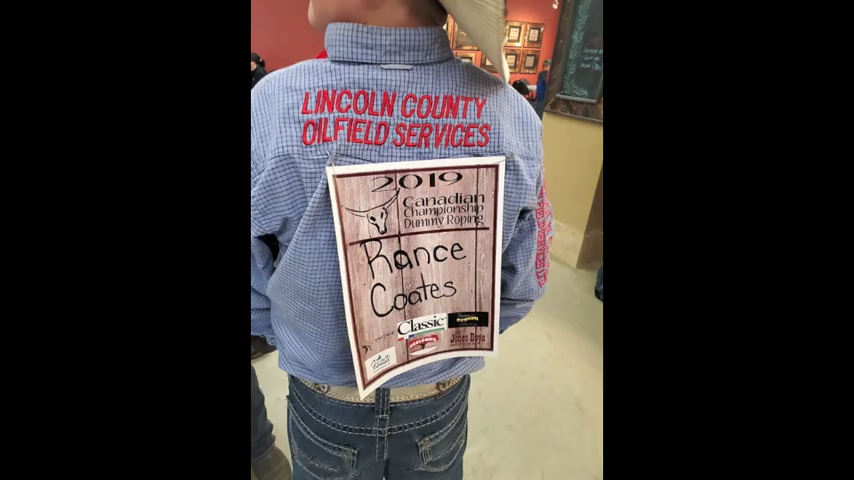 LINCOLN COUNTY
OILFIELD SERVICES
2019
Canadian
Championship
Dummy Roping
Rance
Coates
Classic